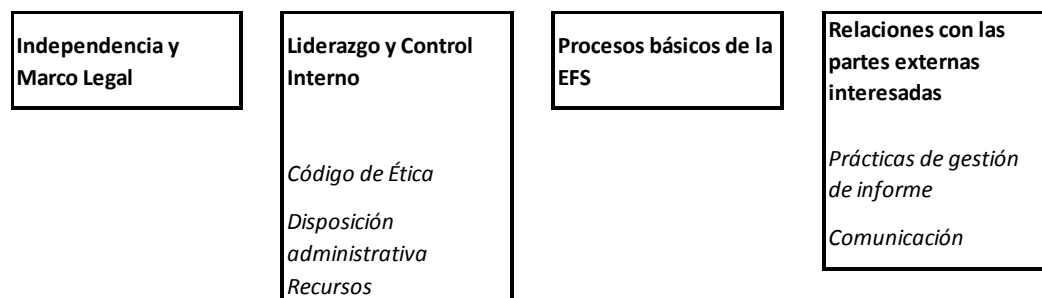 Independencia y
Marco Legal
Liderazgo y Control
Interno
Código de Ética
Disposición
administrativa
Recursos
Procesos básicos de la
EFS
Relaciones con las
partes externas
interesadas
Prácticas de gestión
de informe
Comunicación